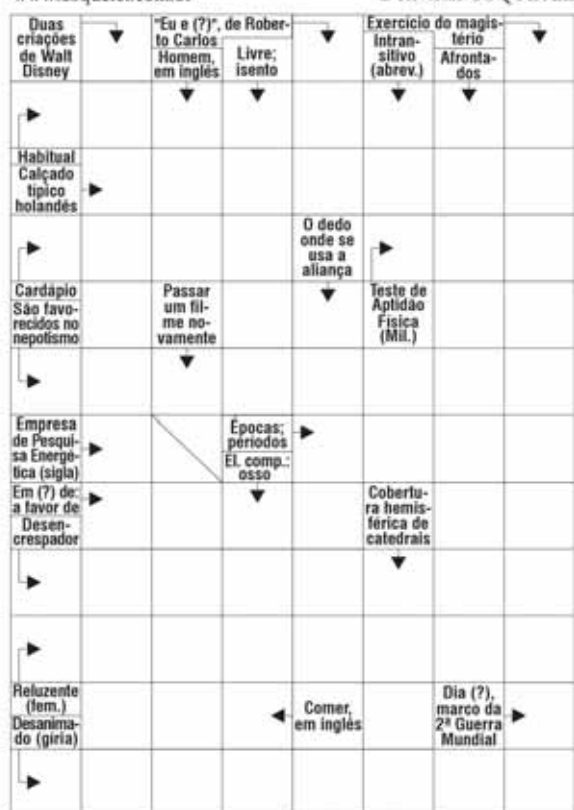 Duas
criações
de Walt
Disney
"Eu e (?)", de Rober-
to Carlos
Homem,
em inglês
Livre;
isento
Exercício do magis-
tério
Intran-
sitivo
(abrev.)
Afronta-
dos
Habitual
Calçado
típico
holandês
O dedo
onde se
usa a
aliança
Cardápio
São favo-
recidos no
nepotismo
Passar
um fil-
me no-
vamente
Teste de
Aptidão
Física
(Mil.)
Empresa
de Pesqui-
sa Energé-
tica (sigla)
Épocas;
períodos
El. comp.:
osso
Em (?) de:
a favor de
Desen-
crespador
Cobertu-
ra hemis-
férica de
catedrais
Reluzente
(fem.)
Desanima-
do (gíria)
Comer,
em inglês
Dia (?),
marco da
2ª Guerra
Mundial